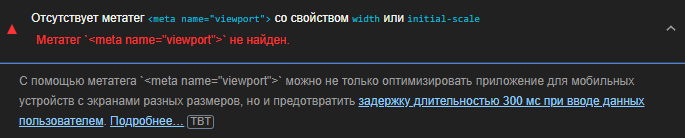 Отсутствует метатег <meta name="viewport"> со свойством width или initial-scale
Метатег `<meta name="viewport">` не найден.
С помощью метатега `<meta name="viewport">` можно не только оптимизировать приложение для мобильных
устройств с экранами разных размеров, но и предотвратить задержку длительностью 300 мс при вводе данных
пользователем. Подробнее… TBT